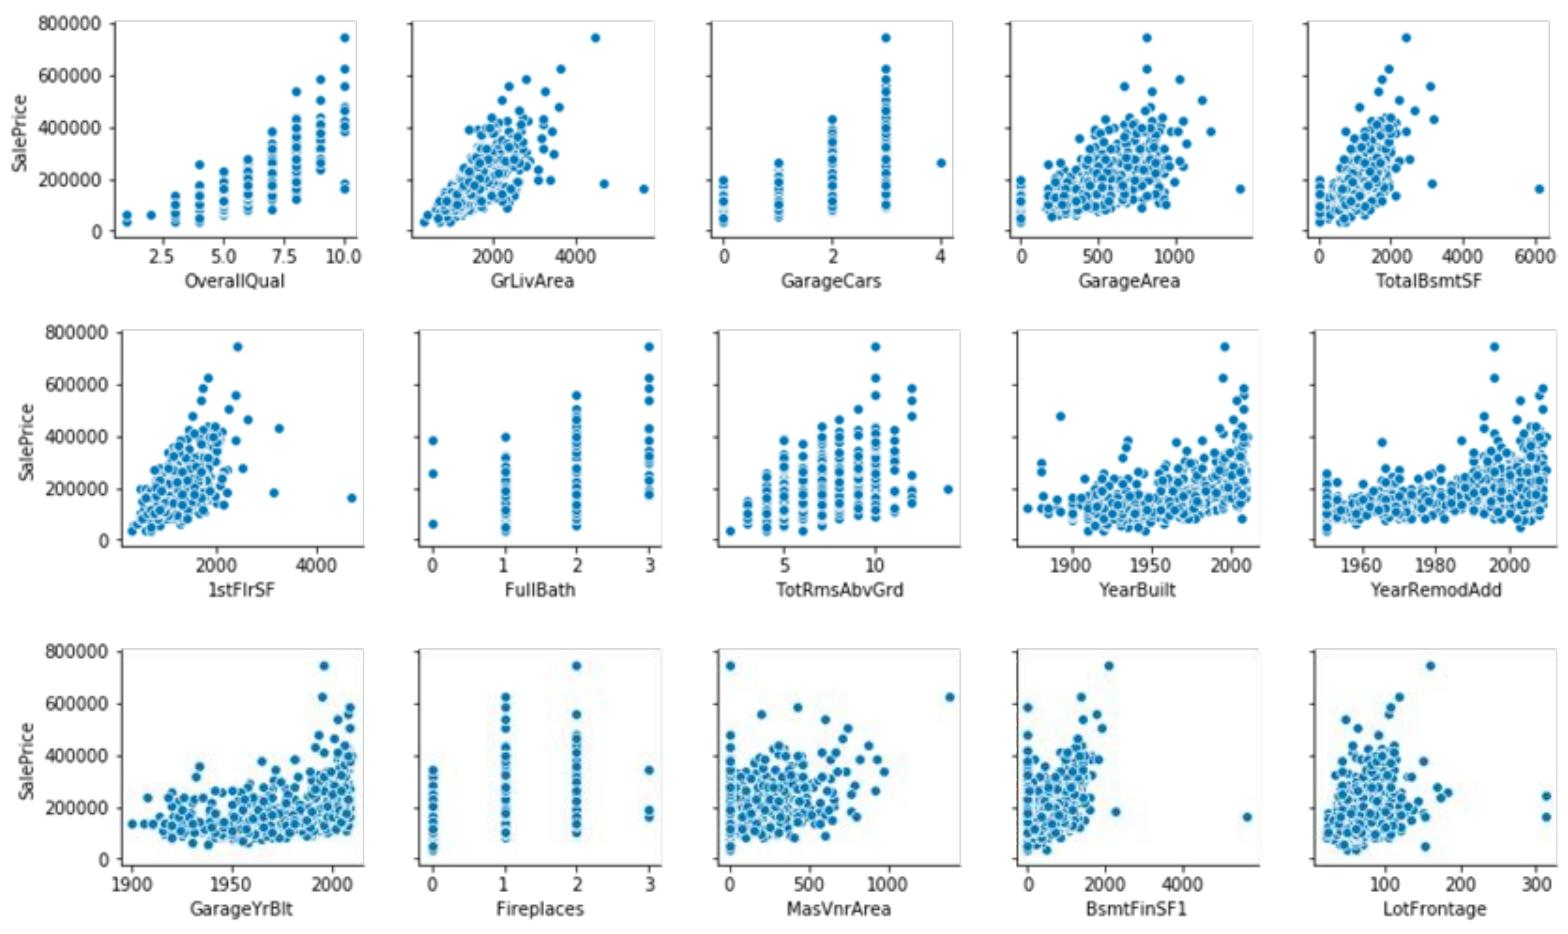 800000
600000
400000
200000
0
SalePrice
2.5 5.0 7.5 10.0
OverallQual
2000 4000
GrLivArea
0 2 4
GarageCars
0 500 1000
GarageArea
0 2000 4000 6000
TotalBsmtSF
800000
600000
400000
200000
0
SalePrice
2000 4000
1stFlrSF
0 1 2 3
FullBath
5 10
TotRmsAbvGrd
1900 1950 2000
YearBuilt
1960 1980 2000
YearRemodAdd
800000
600000
400000
200000
0
SalePrice
1900 1950 2000
GarageYrBlt
0 1 2 3
Fireplaces
0 500 1000
MasVnrArea
0 2000 4000
BsmtFinSF1
100 200 300
LotFrontage